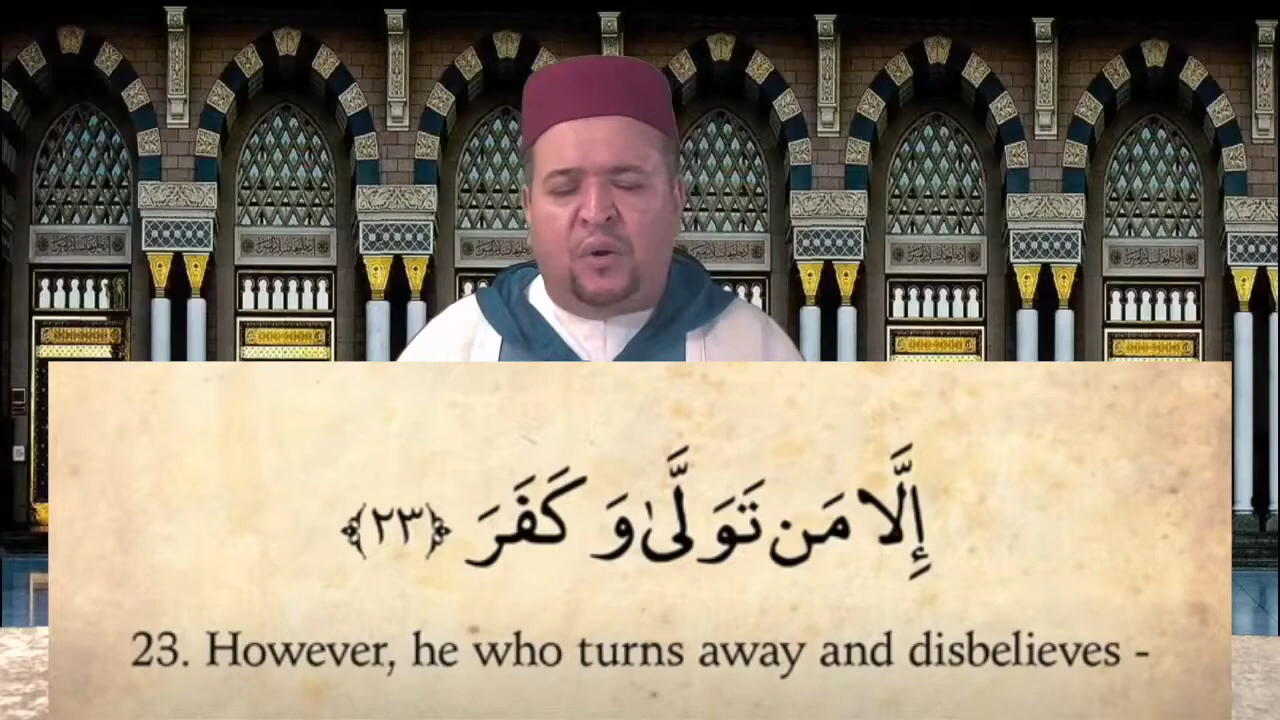 إِلَّا مَن تَوَلَّىٰ وَ كَفَرَ ﴿٢٣﴾
23. However, he who turns away and disbelieves -